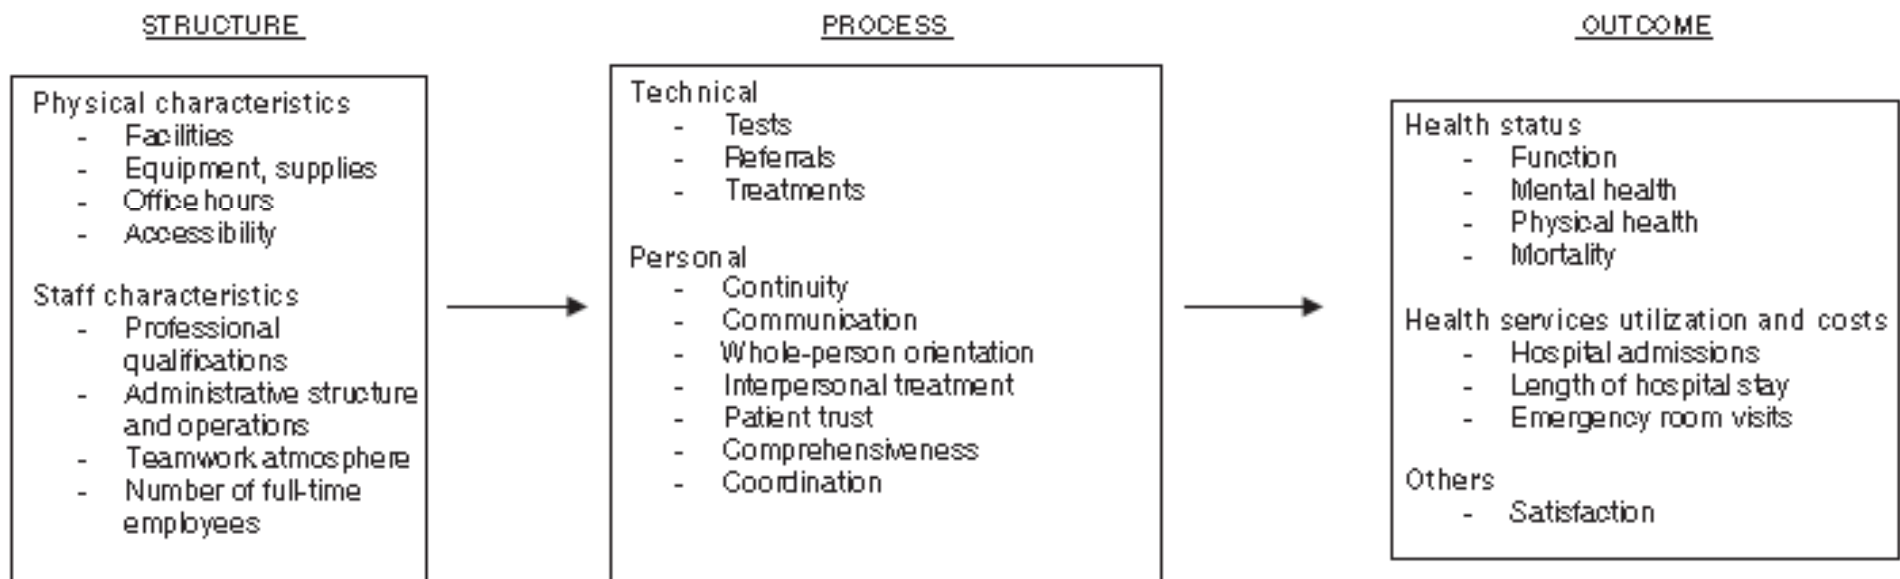 STRUCTURE
Physical characteristics
- Facilities
- Equipment, supplies
- Office hours
- Accessibility
Staff characteristics
- Professional
qualifications
- Administrative structure
and operations
- Teamwork atmosphere
- Number of full-time
employees
PROCESS
Technical
- Tests
- Referrals
- Treatments
Personal
- Continuity
- Communication
- Whole-person orientation
- Interpersonal treatment
- Patient trust
- Comprehensiveness
- Coordination
OUTCOME
Health status
- Function
- Mental health
- Physical health
- Mortality
Health services utilization and costs
- Hospital admissions
- Length of hospital stay
- Emergency room visits
Others
- Satisfaction